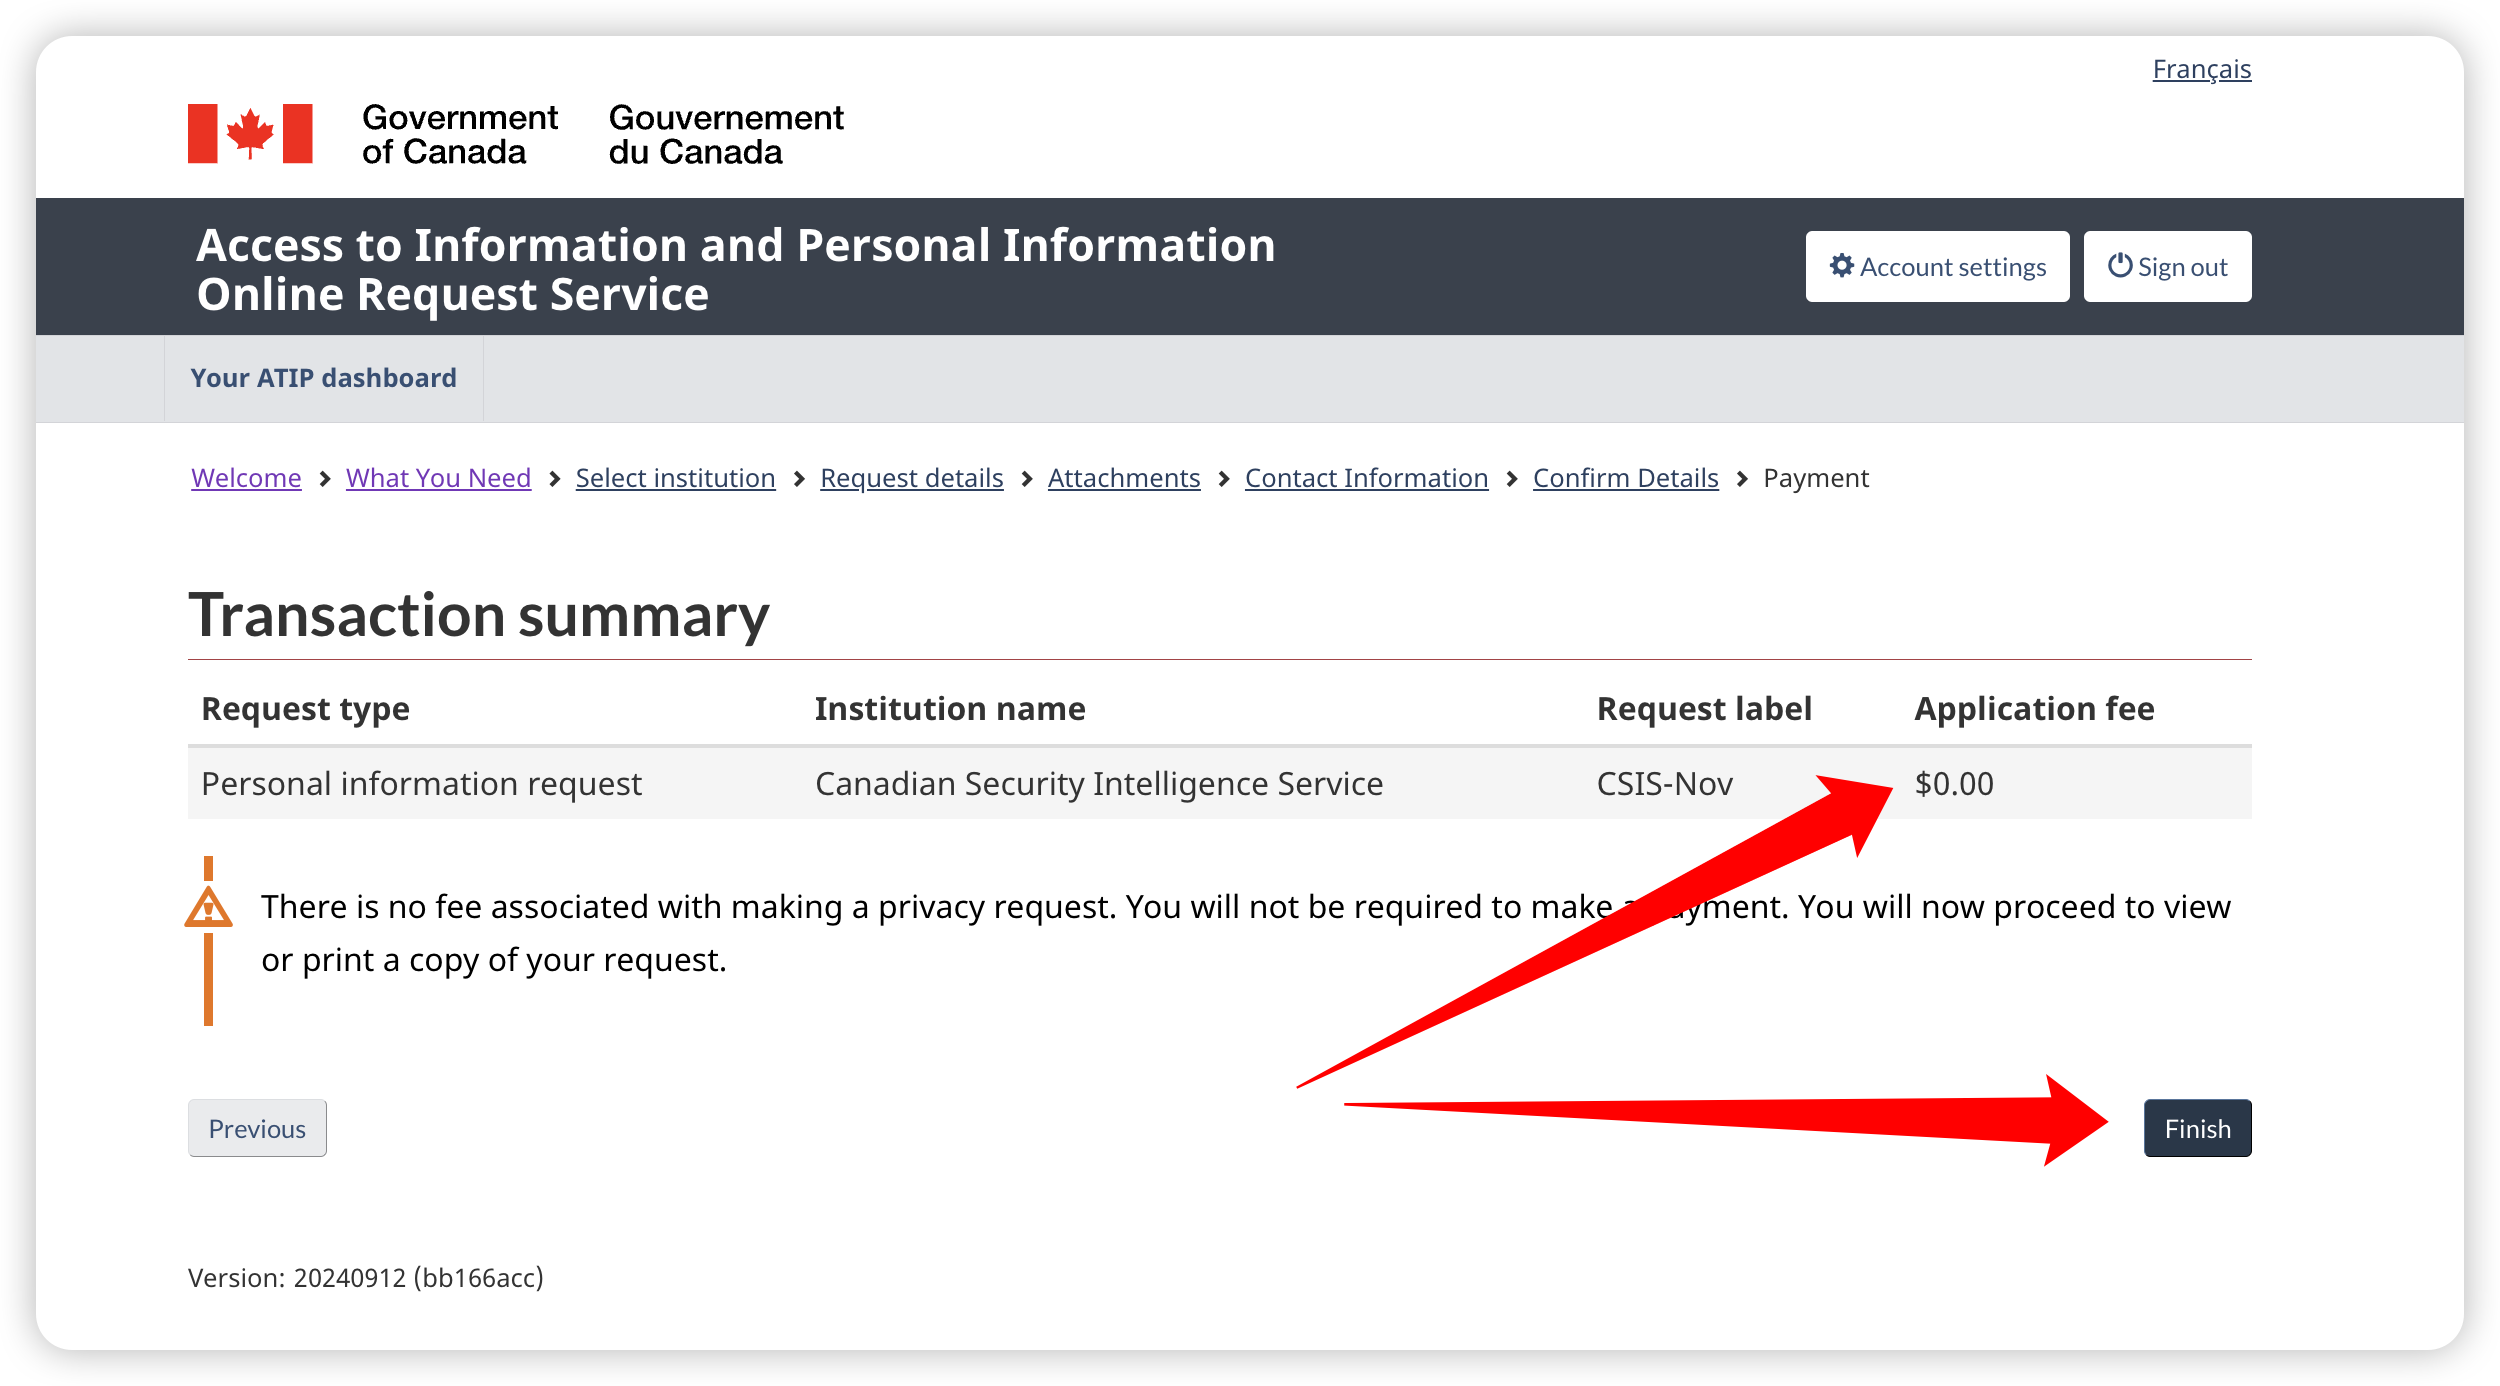 Français
Government of Canada
Gouvernement du Canada
Access to Information and Personal Information
Online Request Service
Account settings
Sign out
Your ATIP dashboard
Welcome > What You Need > Select institution > Request details > Attachments > Contact Information > Confirm Details > Payment
Transaction summary
Request type Institution name Request label Application fee
Personal information request Canadian Security Intelligence Service CSIS-Nov $0.00
There is no fee associated with making a privacy request. You will not be required to make a payment. You will now proceed to view
or print a copy of your request.
Previous
Finish
Version: 20240912 (bb166acc)